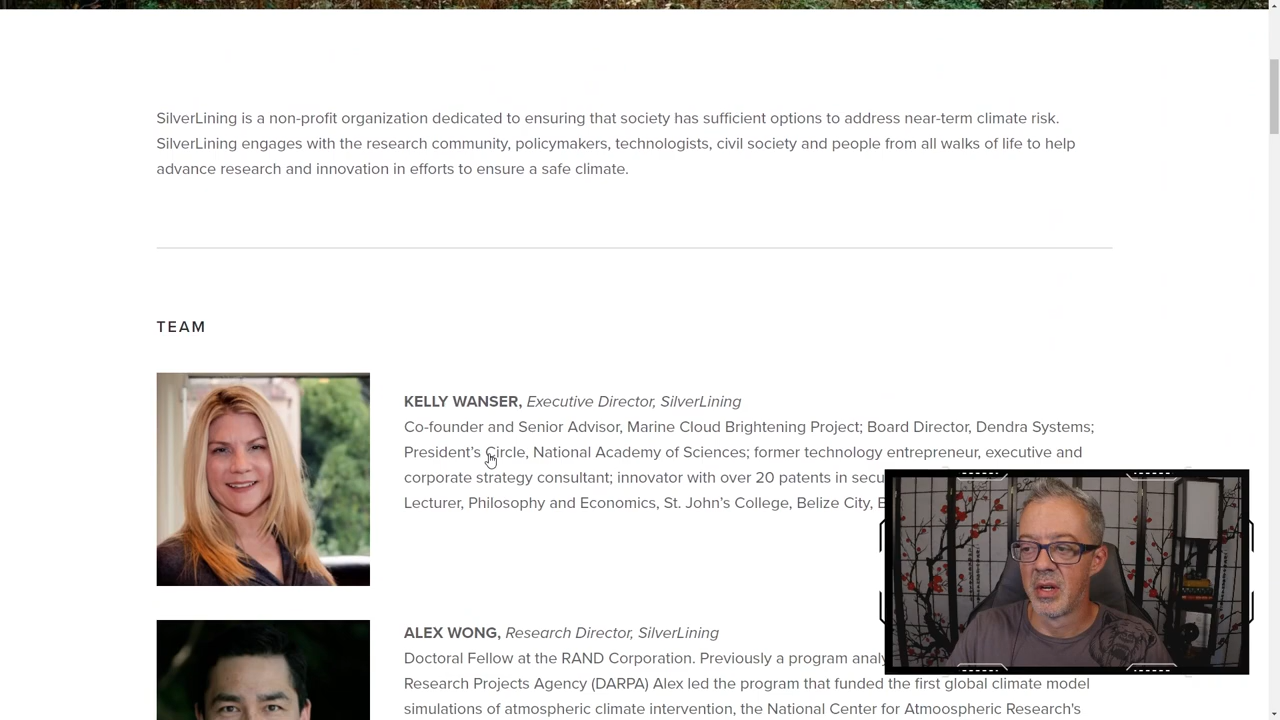 SilverLining is a non-profit organization dedicated to ensuring that society has sufficient options to address near-term climate risk.
SilverLining engages with the research community, policymakers, technologists, civil society and people from all walks of life to help
advance research and innovation in efforts to ensure a safe climate.
TEAM
KELLY WANSER, Executive Director, SilverLining
Co-founder and Senior Advisor, Marine Cloud Brightening Project; Board Director, Dendra Systems;
President's Circle, National Academy of Sciences; former technology entrepreneur, executive and
corporate strategy consultant; innovator with over 20 patents in
Lecturer, Philosophy and Economics, St. John's College, Belize City,
ALEX WONG, Research Director, SilverLining
Doctoral Fellow at the RAND Corporation. Previously a program
Research Projects Agency (DARPA) Alex led the program that funded the first global climate model
simulations of atmospheric climate intervention, the National Center for Atmoospheric Research's